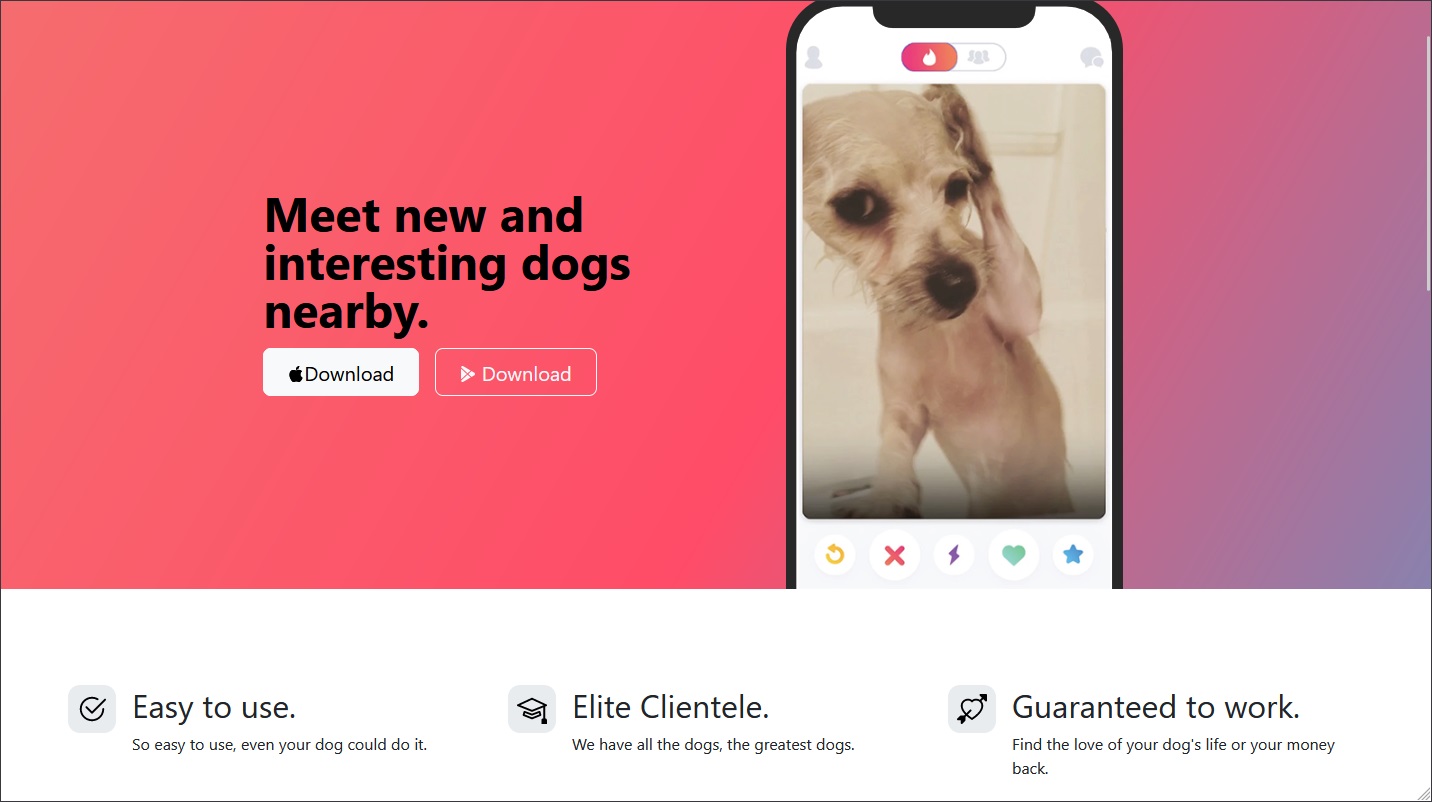 Meet new and
interesting dogs
nearby.
Download
Download
Easy to use.
So easy to use, even your dog could do it.
Elite Clientele.
We have all the dogs, the greatest dogs.
Guaranteed to work.
Find the love of your dog's life or your money
back.